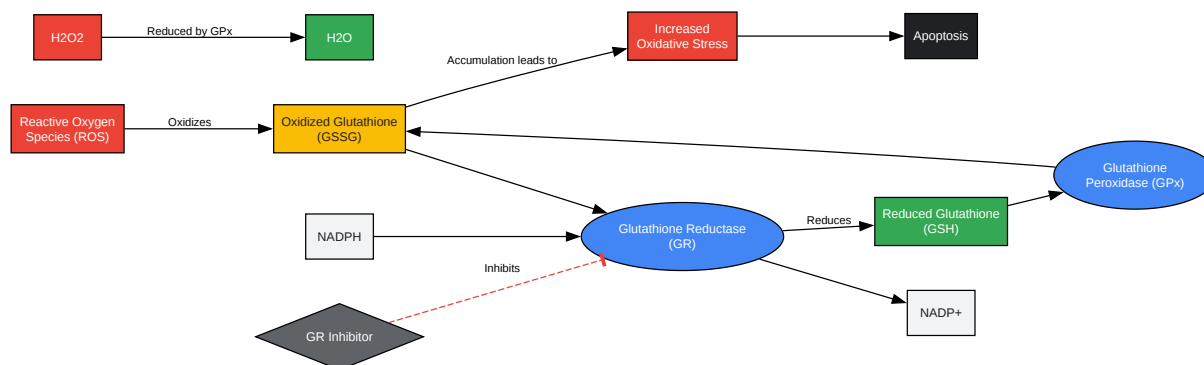 H2O2
Reduced by GPx
H2O
Increased
Oxidative Stress
Apoptosis
Accumulation leads to
Reactive Oxygen
Species (ROS)
Oxidizes
Oxidized Glutathione
(GSSG)
Glutathione
Peroxidase (GPx)
NADPH
Glutathione Reductase
(GR)
Reduces
Reduced Glutathione
(GSH)
Inhibits
NADP+
GR Inhibitor